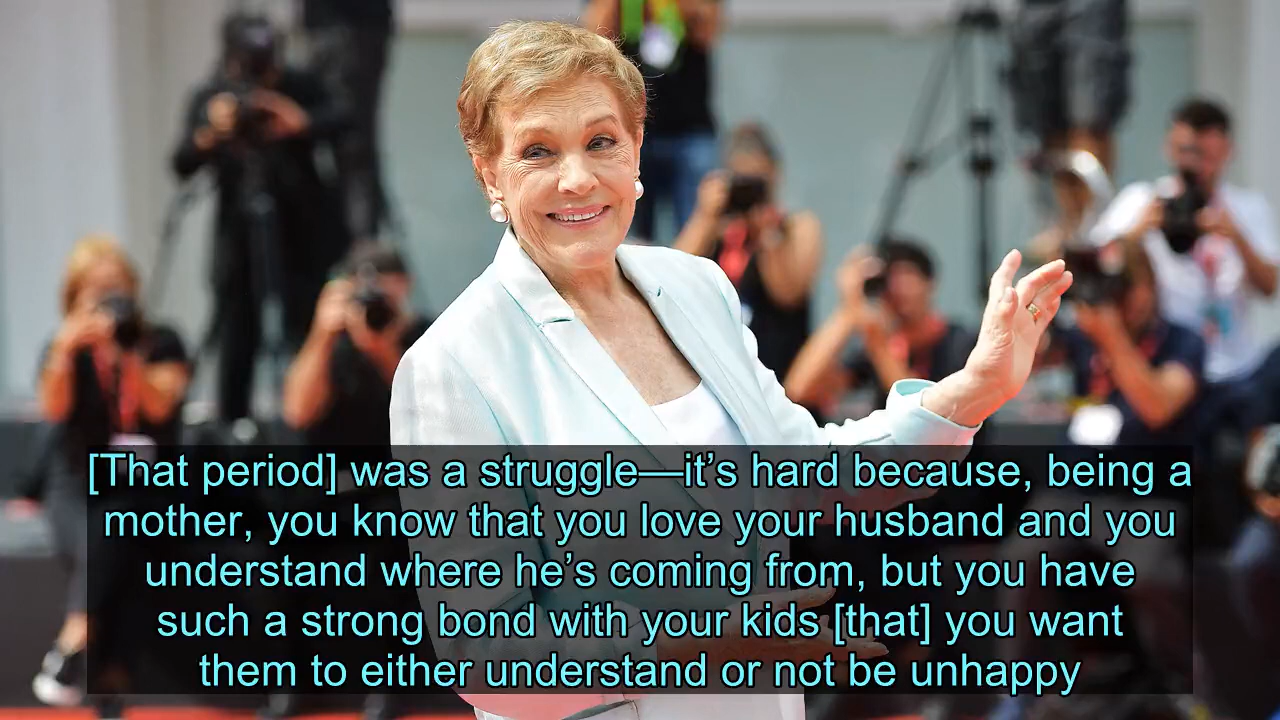 [That period] was a struggle—it’s hard because, being a
mother, you know that you love your husband and you
understand where he’s coming from, but you have
such a strong bond with your kids [that] you want
them to either understand or not be unhappy